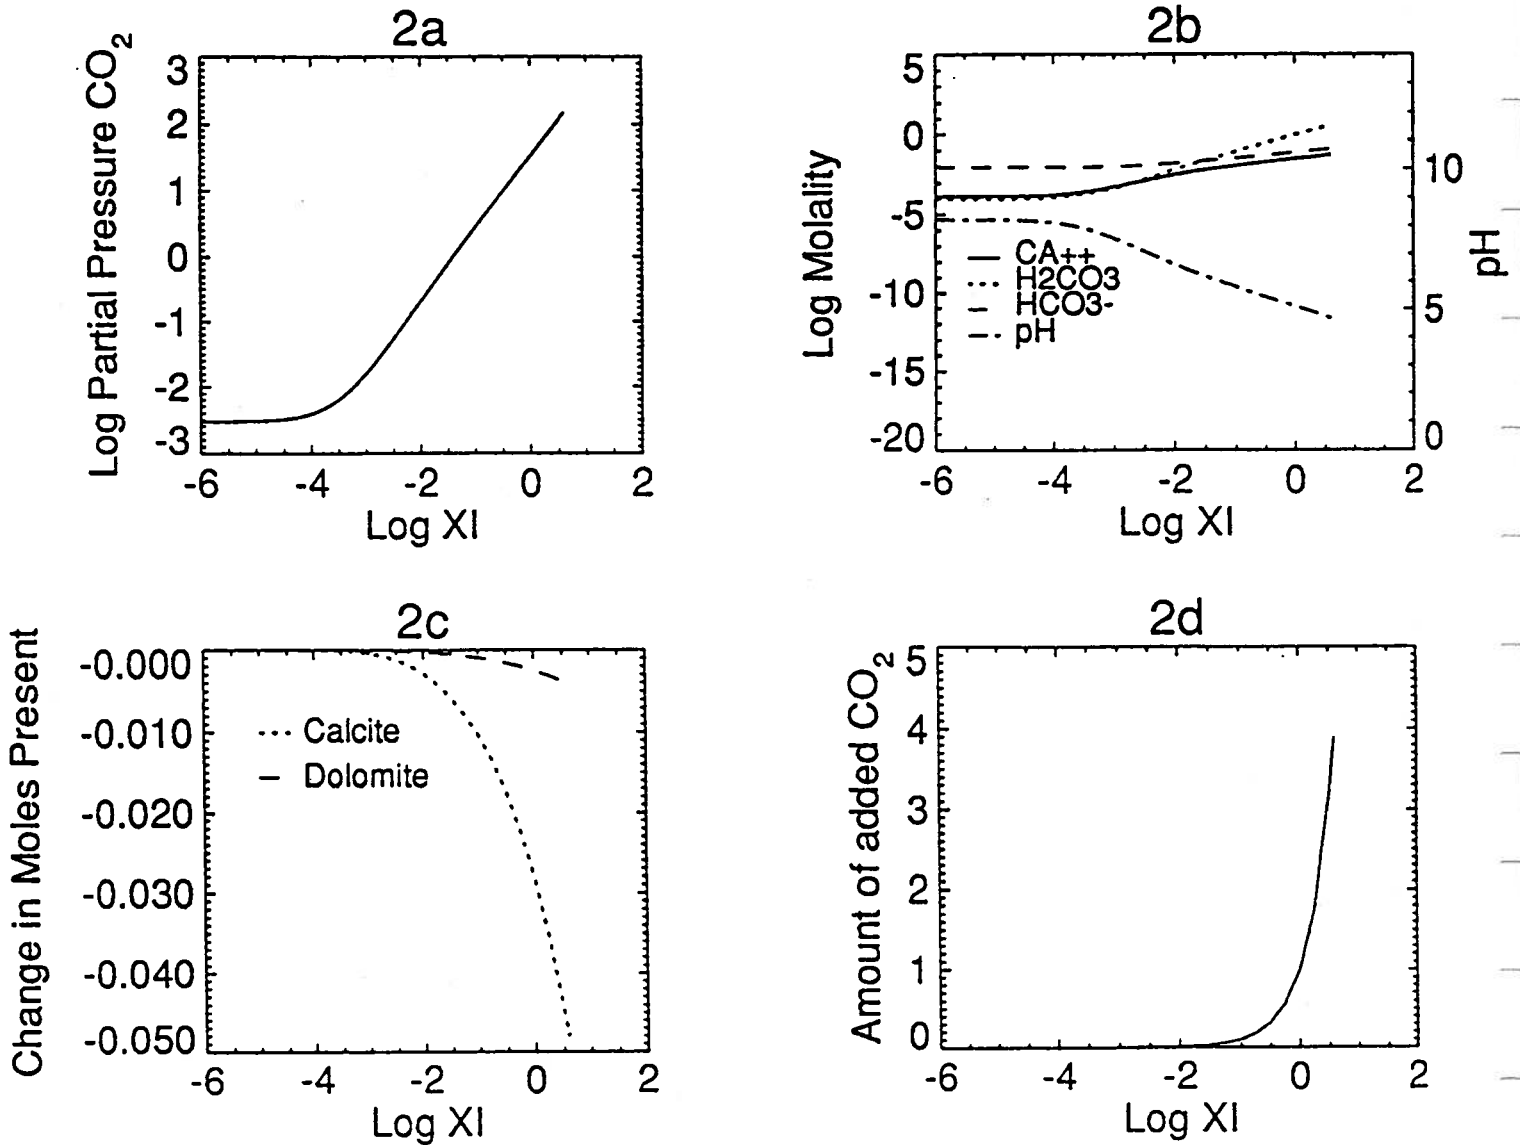 2a
Log Partial Pressure CO2
3
2
1
0
-1
-2
-3
-6 -4 -2 0 2
Log XI
2b
Log Molality
5
0
-5
-10
-15
-20
CA++
H2CO3
HCO3-
pH
10
5
0
pH
-6 -4 -2 0 2
Log XI
2c
Change in Moles Present
-0.000
-0.010
-0.020
-0.030
-0.040
-0.050
Calcite
Dolomite
-6 -4 -2 0 2
Log XI
2d
Amount of added CO2
5
4
3
2
1
0
-6 -4 -2 0 2
Log XI